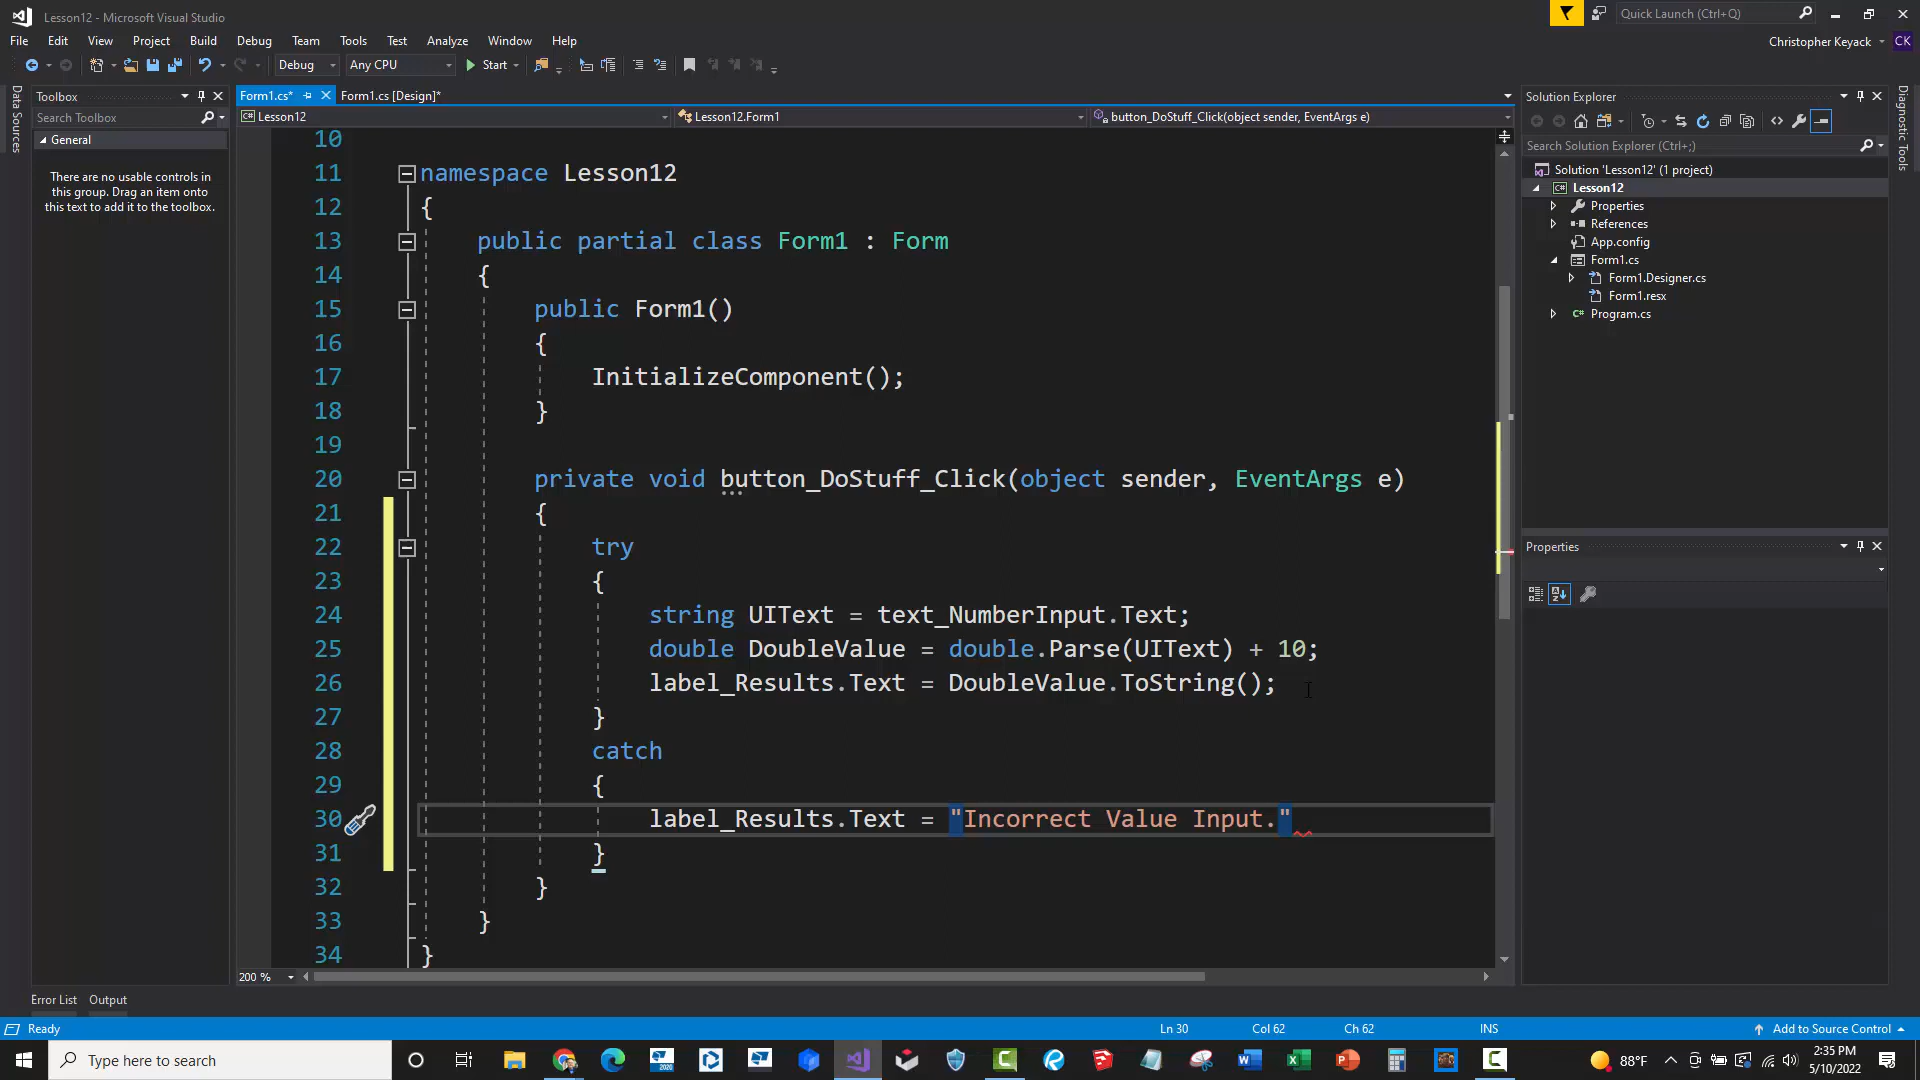 Lesson12 - Microsoft Visual Studio
Quick Launch (Ctrl+Q)
File Edit View Project Build Debug Team Tools Test Analyze Window Help
Christopher Keyack CK
Debug Any CPU Start
Data Sources
Toolbox
Search Toolbox
General
There are no usable controls in
this group. Drag an item onto
this text to add it to the toolbox.
Form1.cs* Form1.cs [Design]*
Lesson12 Lesson12.Form1 button_DoStuff_Click(object sender, EventArgs e)
10
11 namespace Lesson12
12 {
13 public partial class Form1 : Form
14 {
15 public Form1()
16 {
17 InitializeComponent();
18 }
19
20 private void button_DoStuff_Click(object sender, EventArgs e)
21 {
22 try
23 {
24 string UIText = text_NumberInput.Text;
25 double DoubleValue = double.Parse(UIText) + 10;
26 label_Results.Text = DoubleValue.ToString();
27 }
28 catch
29 {
30 label_Results.Text = "Incorrect Value Input."
31 }
32 }
33 }
34 }
200 %
Solution Explorer
Search Solution Explorer (Ctrl+;)
Solution 'Lesson12' (1 project)
C# Lesson12
Properties
References
App.config
Form1.cs
Form1.Designer.cs
Form1.resx
C# Program.cs
Properties
Diagnostic Tools
Error List Output
Ready Ln 30 Col 62 Ch 62 INS Add to Source Control
Type here to search
88°F
2:35 PM
5/10/2022